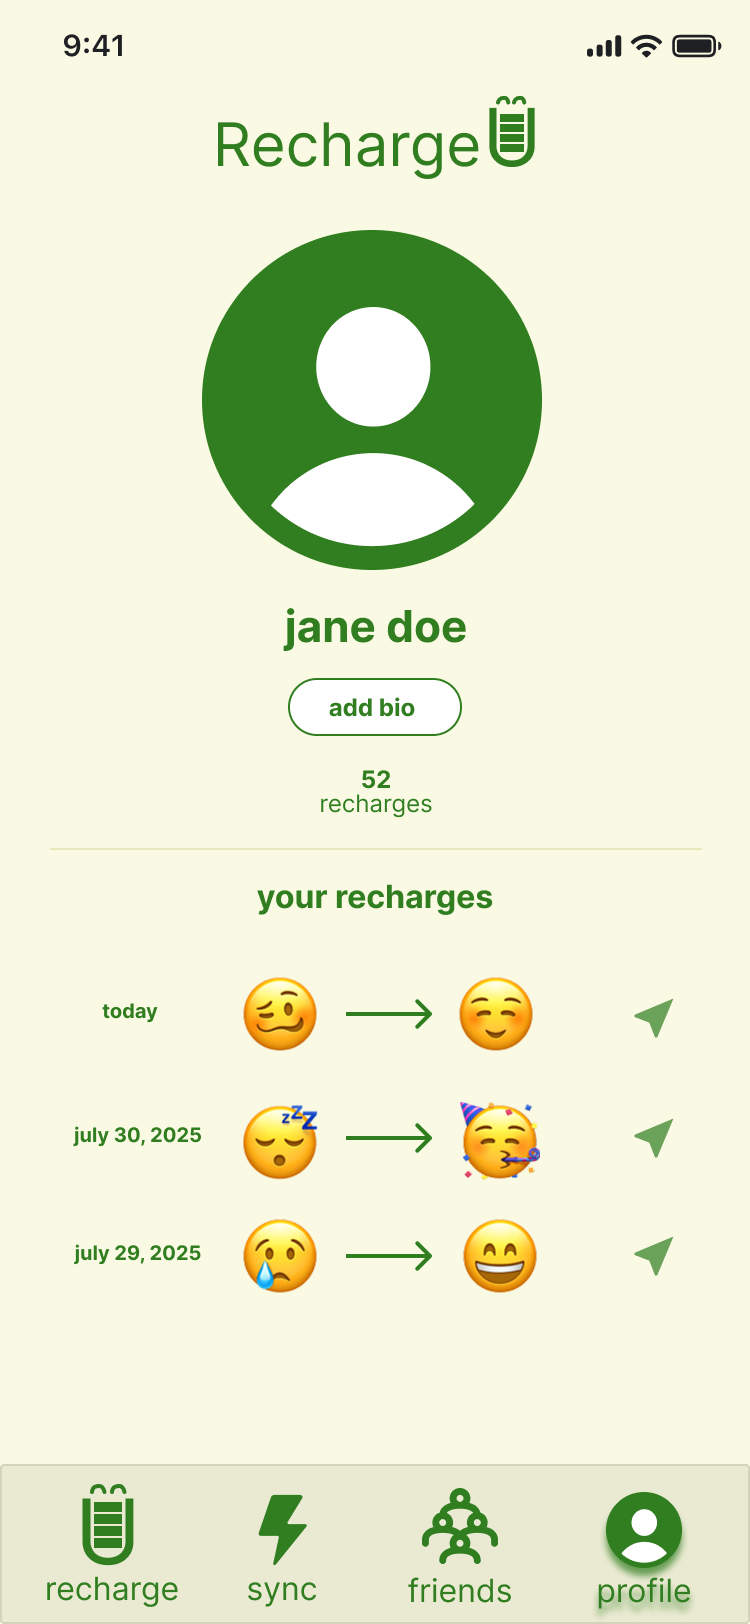 9:41
Recharge
jane doe
add bio
52
recharges
your recharges
today
july 30, 2025
july 29, 2025
recharge sync friends profile